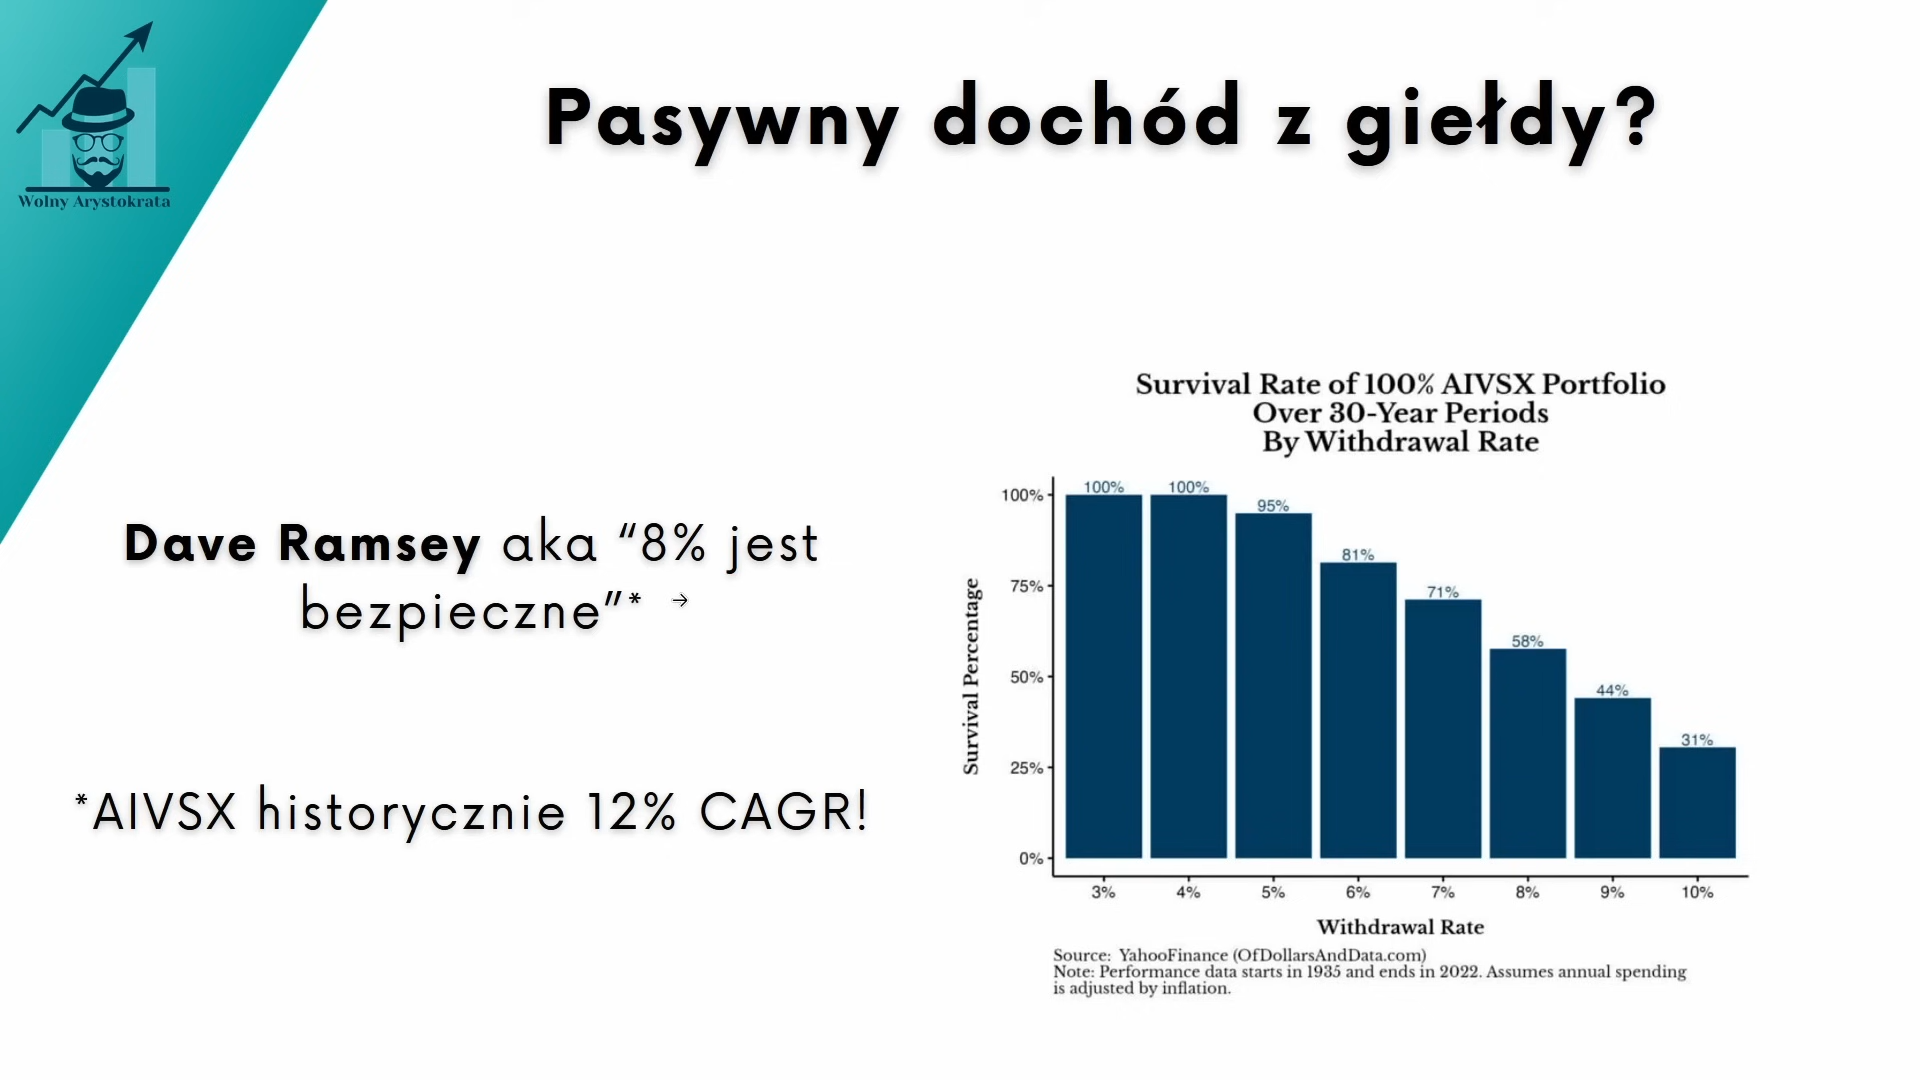 Wolny Arystokrata
Pasywny dochód z giełdy?
Dave Ramsey aka “8% jest
bezpieczne”* →
*AIVSX historycznie 12% CAGR!
Survival Rate of 100% AIVSX Portfolio
Over 30-Year Periods
By Withdrawal Rate
Survival Percentage
100%
75%
50%
25%
0%
100%
100%
95%
81%
71%
58%
44%
31%
3%
4%
5%
6%
7%
8%
9%
10%
Withdrawal Rate
Source: YahooFinance (OfDollarsAndData.com)
Note: Performance data starts in 1935 and ends in 2022. Assumes annual spending
is adjusted by inflation.